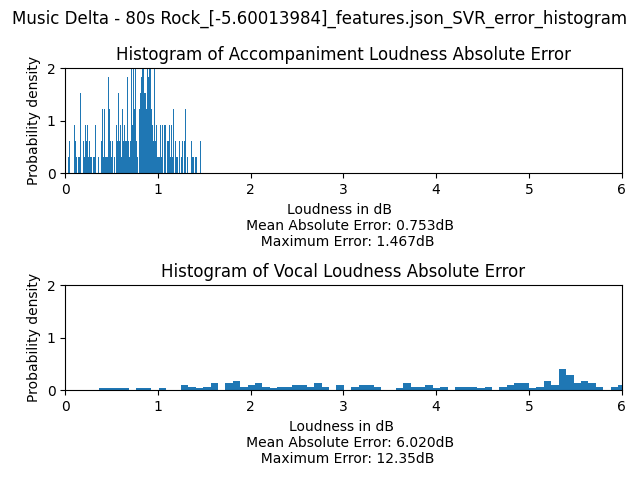 Music Delta - 80s Rock_[-5.60013984]_features.json_SVR_error_histogram
Histogram of Accompaniment Loudness Absolute Error
Probability density
2
1
0
0 1 2 3 4 5 6
Loudness in dB
Mean Absolute Error: 0.753dB
Maximum Error: 1.467dB
Histogram of Vocal Loudness Absolute Error
Probability density
2
1
0
0 1 2 3 4 5 6
Loudness in dB
Mean Absolute Error: 6.020dB
Maximum Error: 12.35dB